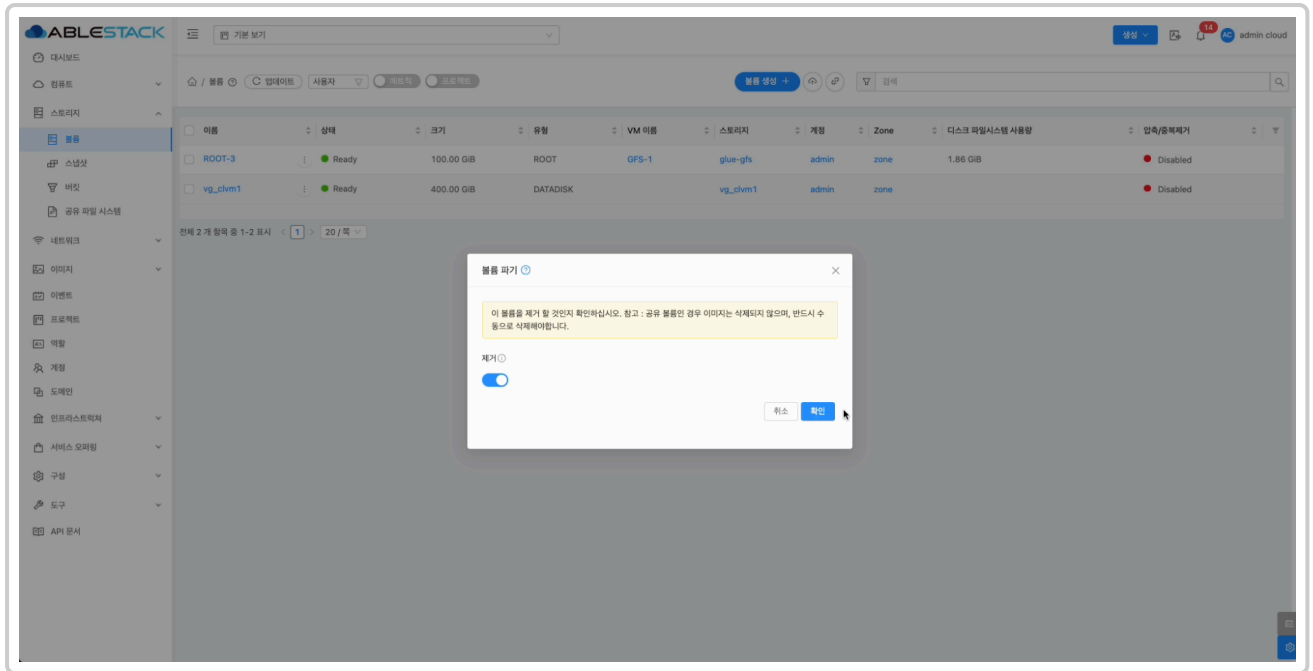 ABLESTACK
기본 보기
생성
14
AC
admin cloud
대시보드
컴퓨트
스토리지
볼륨
스냅샷
버킷
공유 파일 시스템
네트워크
이미지
이벤트
프로젝트
역할
계정
도메인
인프라스트럭쳐
서비스 오퍼링
구성
도구
API 문서
/ 볼륨
업데이트
사용자
메트릭
프로젝트
볼륨 생성 +
검색
이름 상태 크기 유형 VM 이름 스토리지 계정 Zone 디스크 파일시스템 사용량 압축/중복제거
ROOT-3 Ready 100.00 GiB ROOT GFS-1 glue-gfs admin zone 1.86 GiB Disabled
vg_clvm1 Ready 400.00 GiB DATADISK vg_clvm1 admin zone Disabled
전체 2 개 항목 중 1-2 표시 < 1 > 20 / 쪽
볼륨 파기
이 볼륨을 제거 할 것인지 확인하십시오. 참고 : 공유 볼륨인 경우 이미지는 삭제되지 않으며, 반드시 수
동으로 삭제해야합니다.
제거
취소
확인